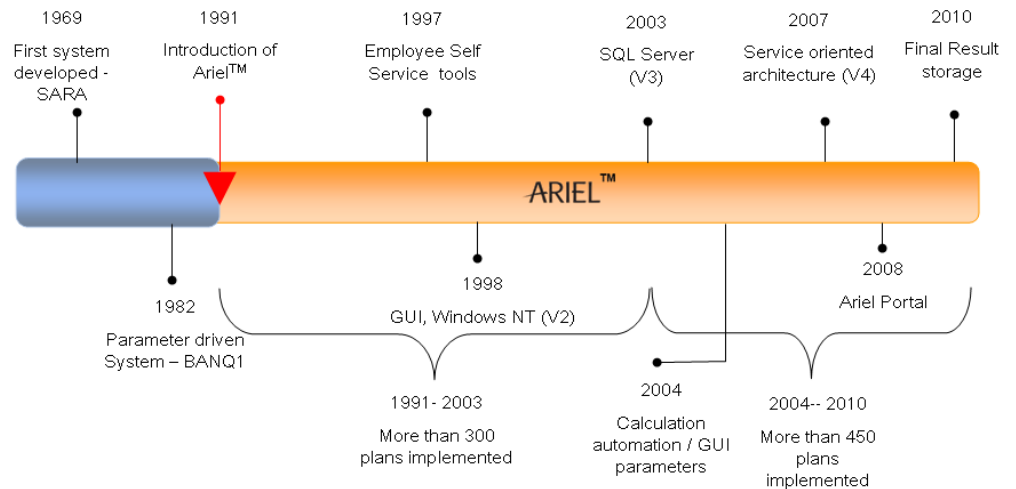 1969
First system
developed -
SARA
1991
Introduction of
Ariel™
1997
Employee Self
Service tools
2003
SQL Server
(V3)
2007
Service oriented
architecture (V4)
2010
Final Result
storage
ARIEL™
1982
Parameter driven
System – BANQ1
1998
GUI, Windows NT (V2)
2008
Ariel Portal
1991- 2003
More than 300
plans implemented
2004
Calculation
automation / GUI
parameters
2004-- 2010
More than 450
plans
implemented